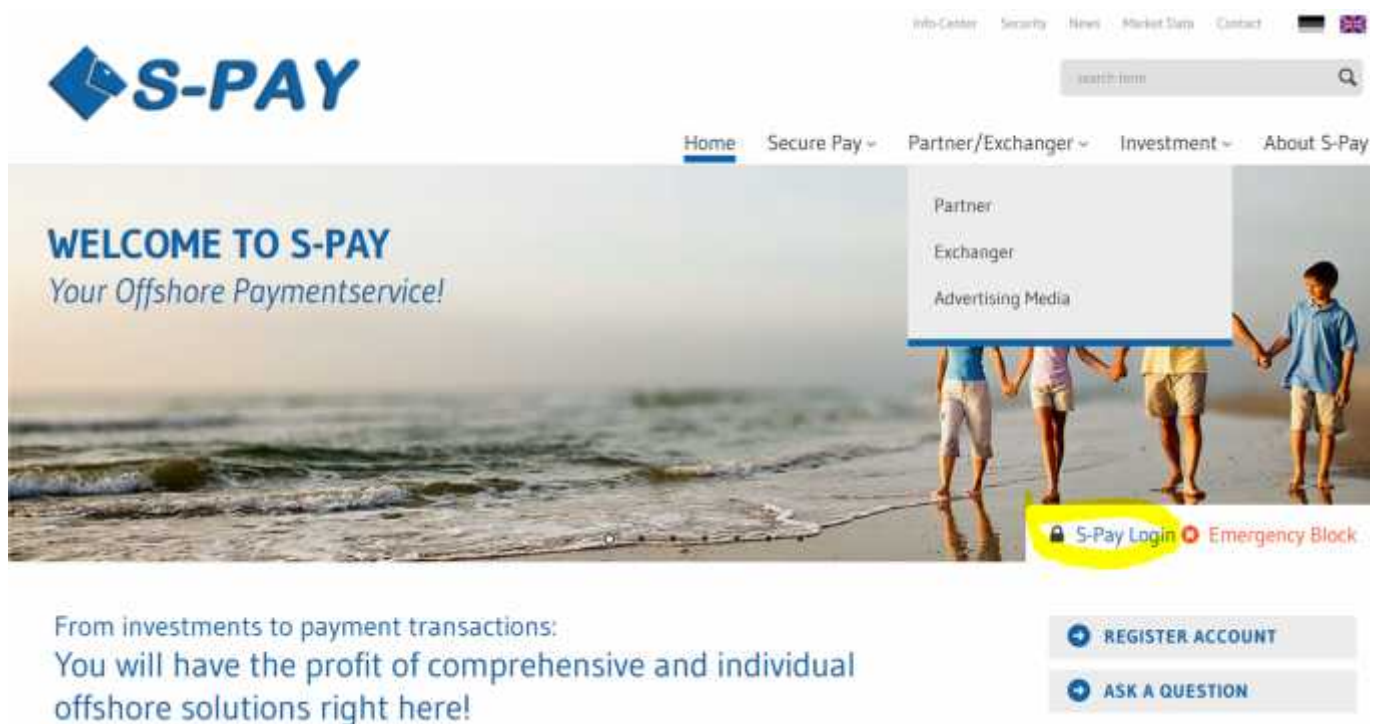 Info-Center Security News Market Data Contact
S-PAY
search term
Home Secure Pay Partner/Exchanger Investment About S-Pay
Partner
WELCOME TO S-PAY
Exchanger
Your Offshore Paymentservice!
Advertising Media
S-Pay Login Emergency Block
From investments to payment transactions:
You will have the profit of comprehensive and individual
offshore solutions right here!
REGISTER ACCOUNT
ASK A QUESTION